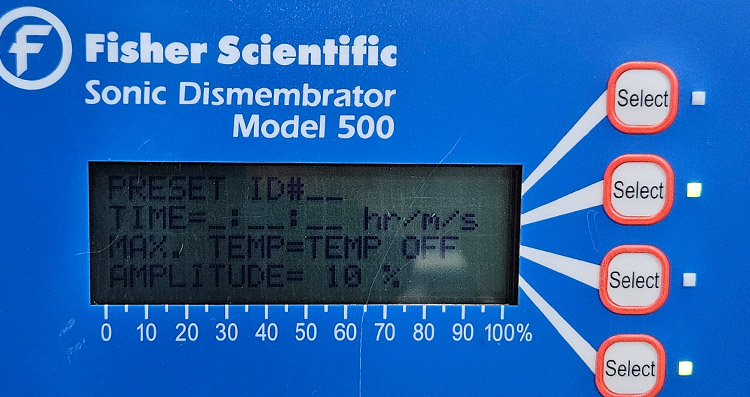 f Fisher Scientific
Sonic Dismembrator
Model 500
Select
PRESET ID#__
Select
TIME=_:__:__ hr/m/s
MAX. TEMP=TEMP OFF
Select
AMPLITUDE= 10 %
0 10 20 30 40 50 60 70 80 90 100%
Select